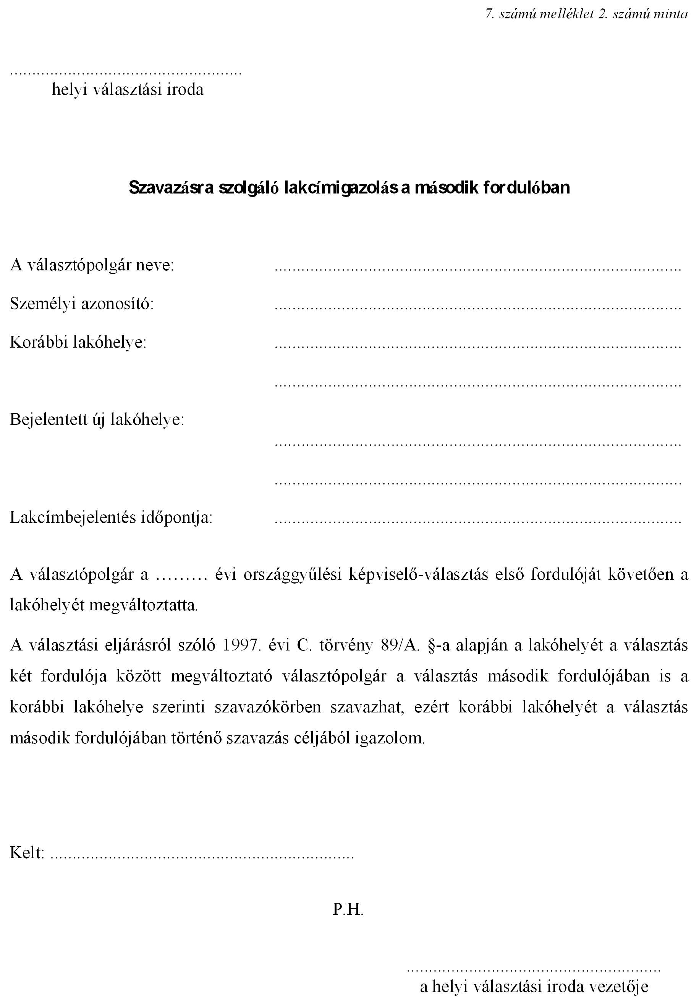 7. számú melléklet 2. számú minta
....................................................
helyi választási iroda
Szavazásra szolgáló lakcímigazolás a második fordulóban
A választópolgár neve: ...........................................................................................
Személyi azonosító: ...........................................................................................
Korábbi lakóhelye: ...........................................................................................
...........................................................................................
Bejelentett új lakóhelye:
...........................................................................................
...........................................................................................
Lakcímbejelentés időpontja: ...........................................................................................
A választópolgár a ……… évi országgyűlési képviselő-választás első fordulóját követően a
lakóhelyét megváltoztatta.
A választási eljárásról szóló 1997. évi C. törvény 89/A. §-a alapján a lakóhelyét a választás
két fordulója között megváltoztató választópolgár a választás második fordulójában is a
korábbi lakóhelye szerinti szavazókörben szavazhat, ezért korábbi lakóhelyét a választás
második fordulójában történő szavazás céljából igazolom.
Kelt: ....................................................................
P.H.
.........................................................
a helyi választási iroda vezetője